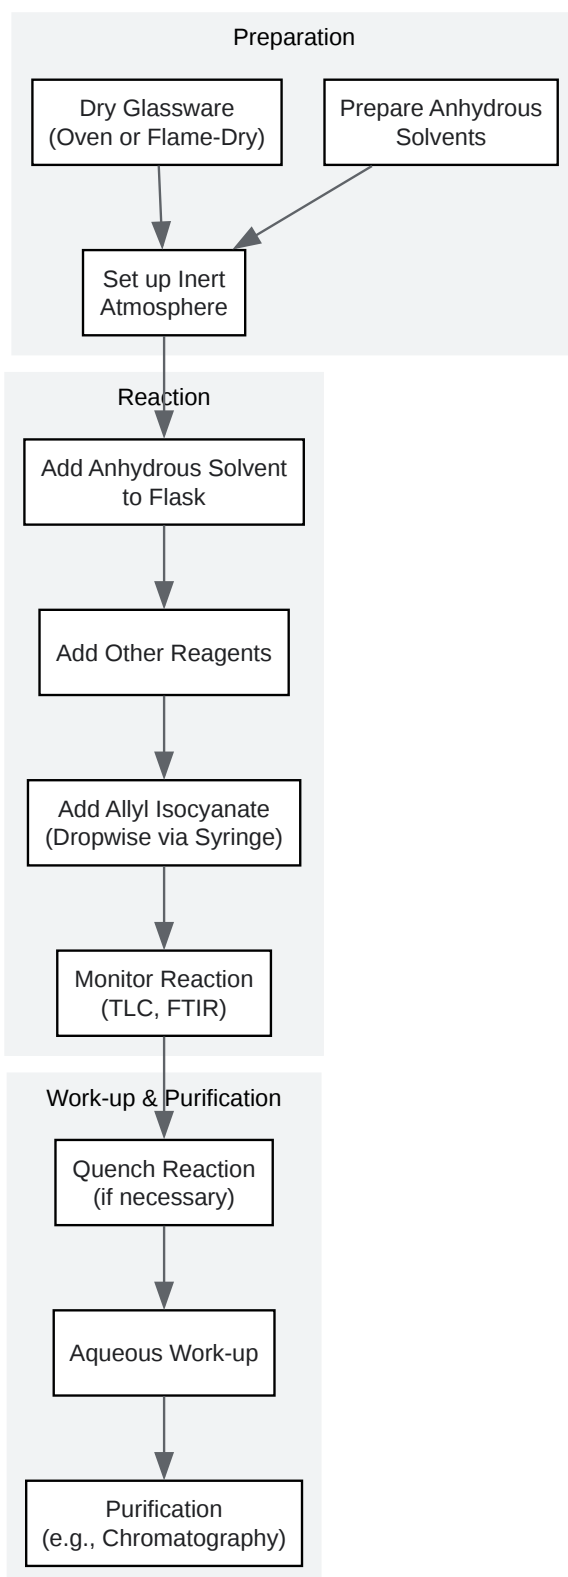 Preparation
Dry Glassware
(Oven or Flame-Dry)
Prepare Anhydrous
Solvents
Set up Inert
Atmosphere
Reaction
Add Anhydrous Solvent
to Flask
Add Other Reagents
Add Allyl Isocyanate
(Dropwise via Syringe)
Monitor Reaction
(TLC, FTIR)
Work-up & Purification
Quench Reaction
(if necessary)
Aqueous Work-up
Purification
(e.g., Chromatography)